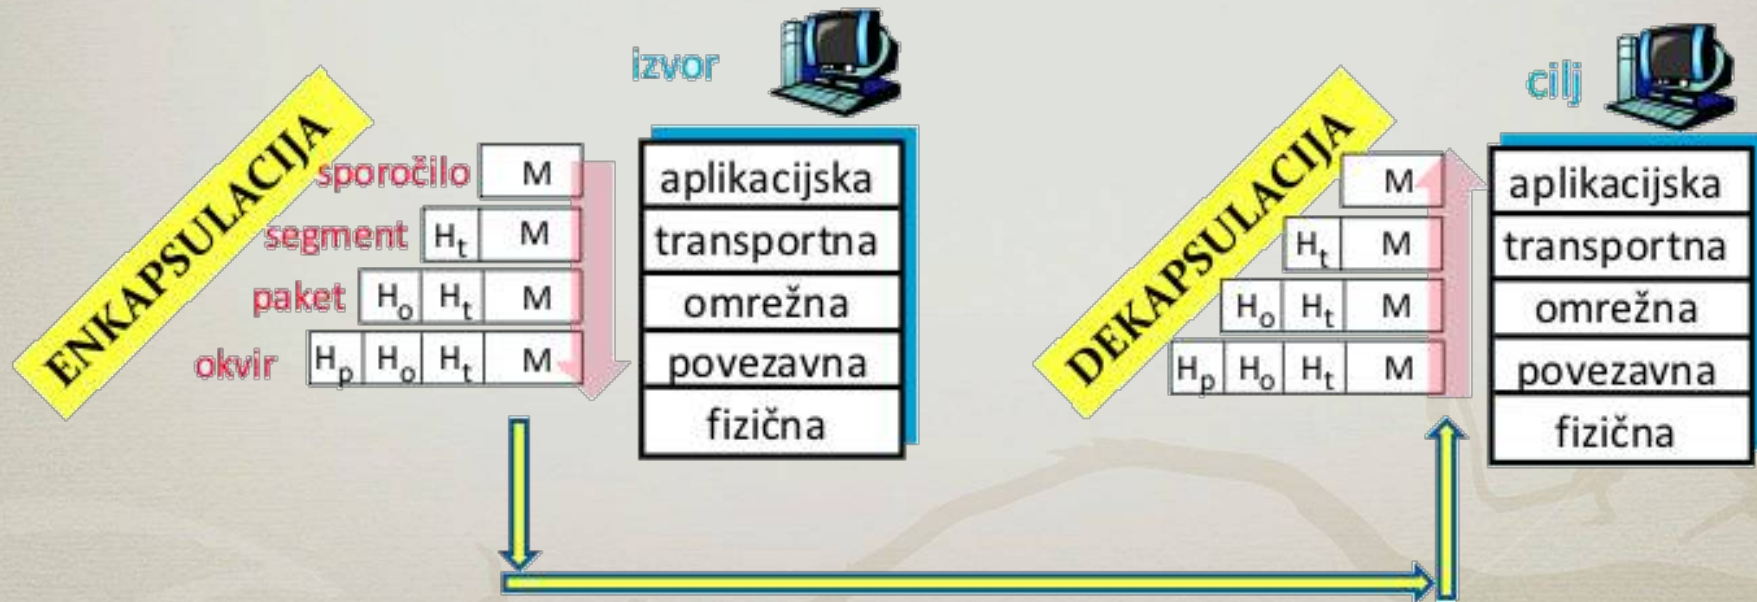 izvor
ENKAPSULACIJA
sporočilo M
segment Ht M
paket Ho Ht M
okvir Hp Ho Ht M
aplikacijska
transportna
omrežna
povezavna
fizična
cilj
DEKAPSULACIJA
M
Ht M
Ho Ht M
Hp Ho Ht M
aplikacijska
transportna
omrežna
povezavna
fizična